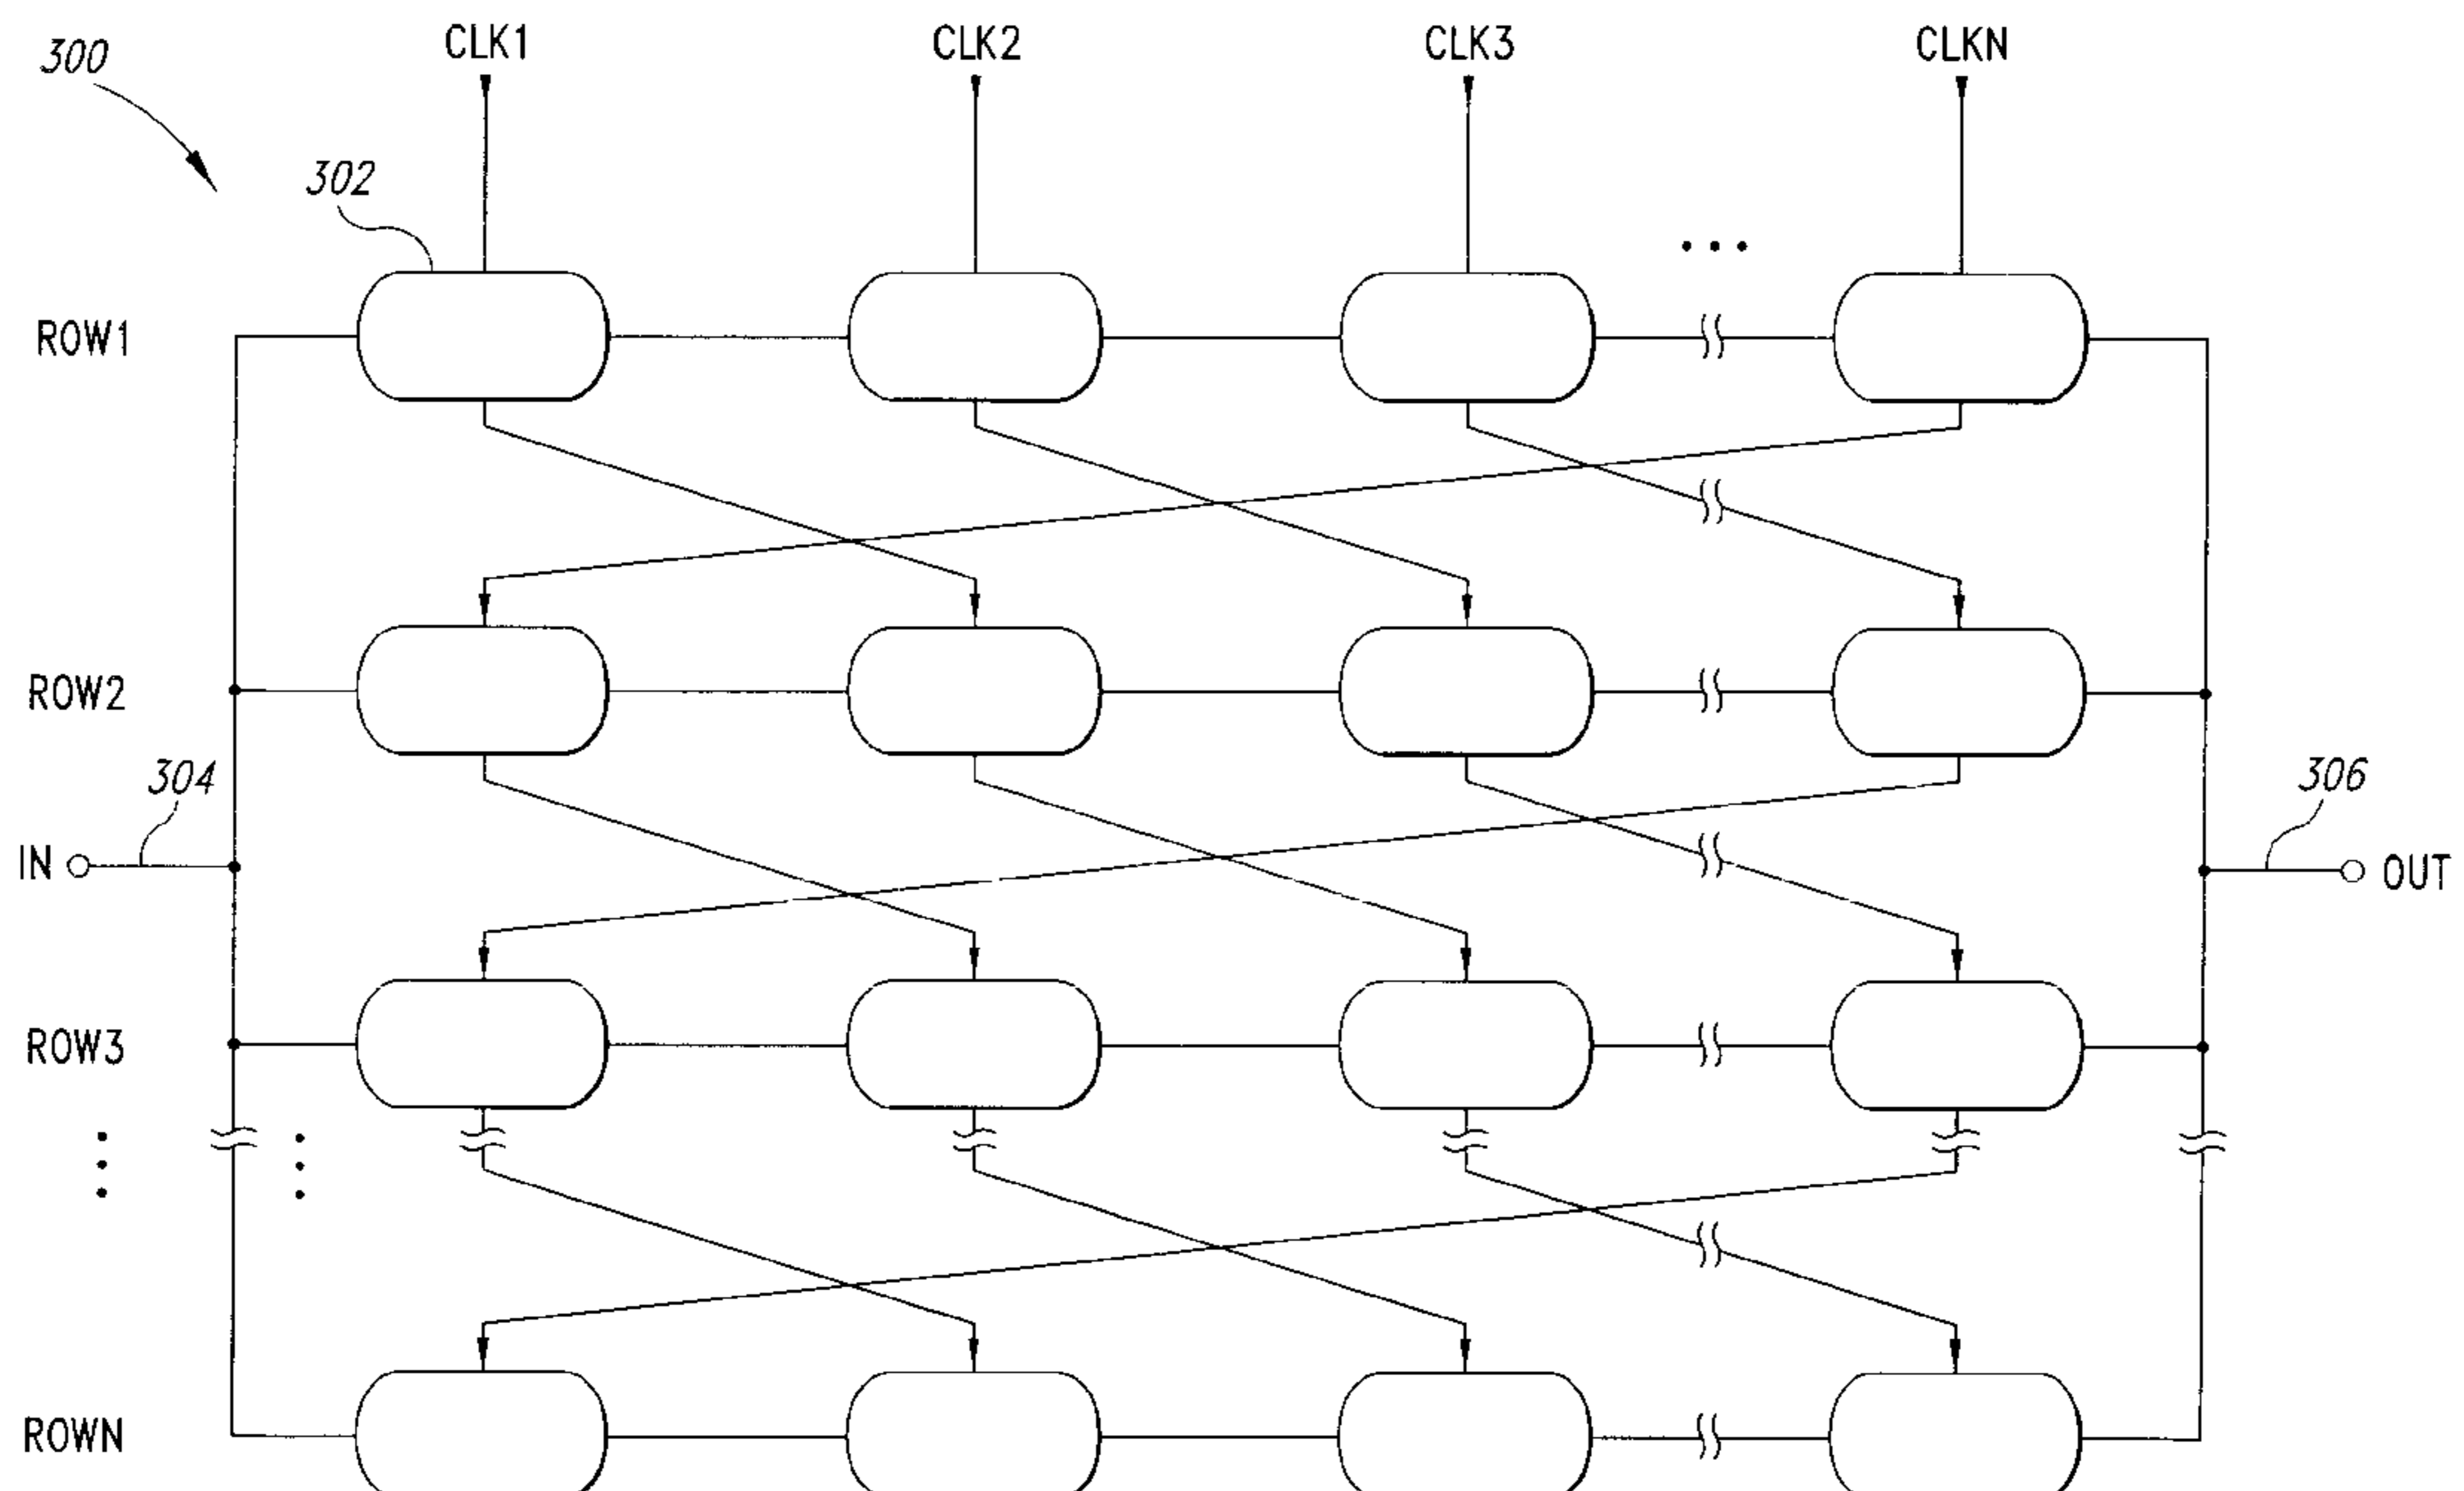 300
CLK1
CLK2
CLK3
CLKN
302
• • •
ROW1
ROW2
304
306
IN
OUT
ROW3
ROWN